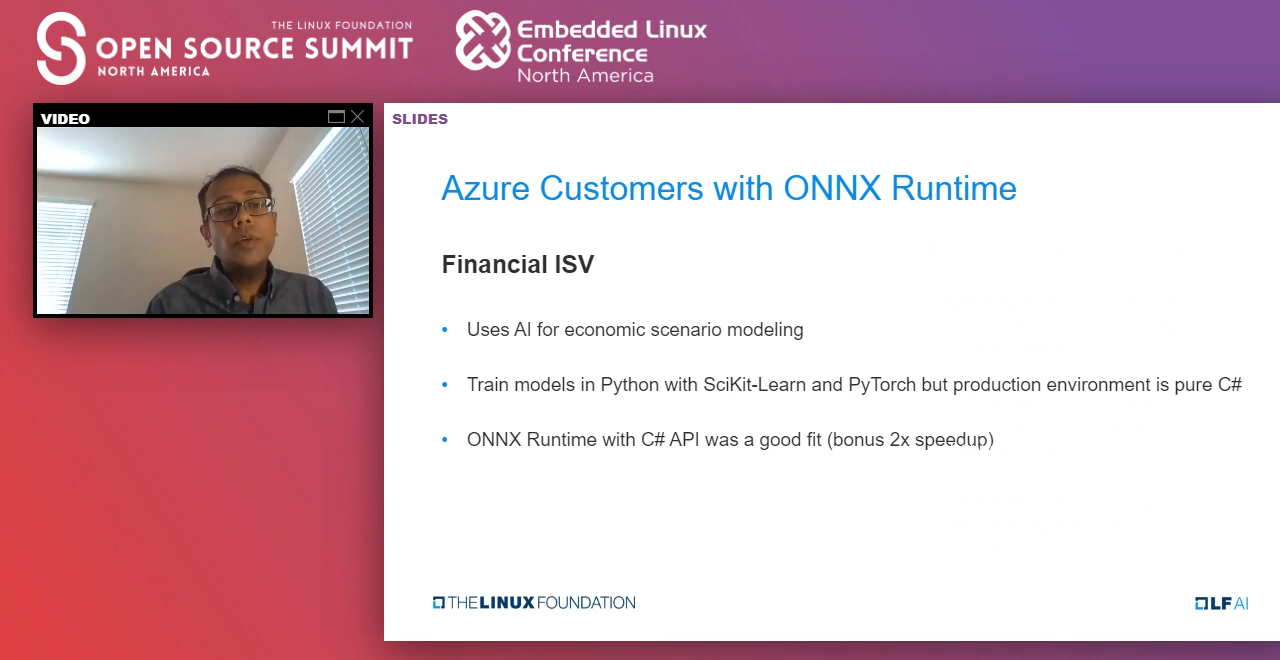 THE LINUX FOUNDATION
OPEN SOURCE SUMMIT
NORTH AMERICA
Embedded Linux
Conference
North America
VIDEO
SLIDES
Azure Customers with ONNX Runtime
Financial ISV
• Uses AI for economic scenario modeling
• Train models in Python with SciKit-Learn and PyTorch but production environment is pure C#
• ONNX Runtime with C# API was a good fit (bonus 2x speedup)
THE LINUX FOUNDATION
LF AI